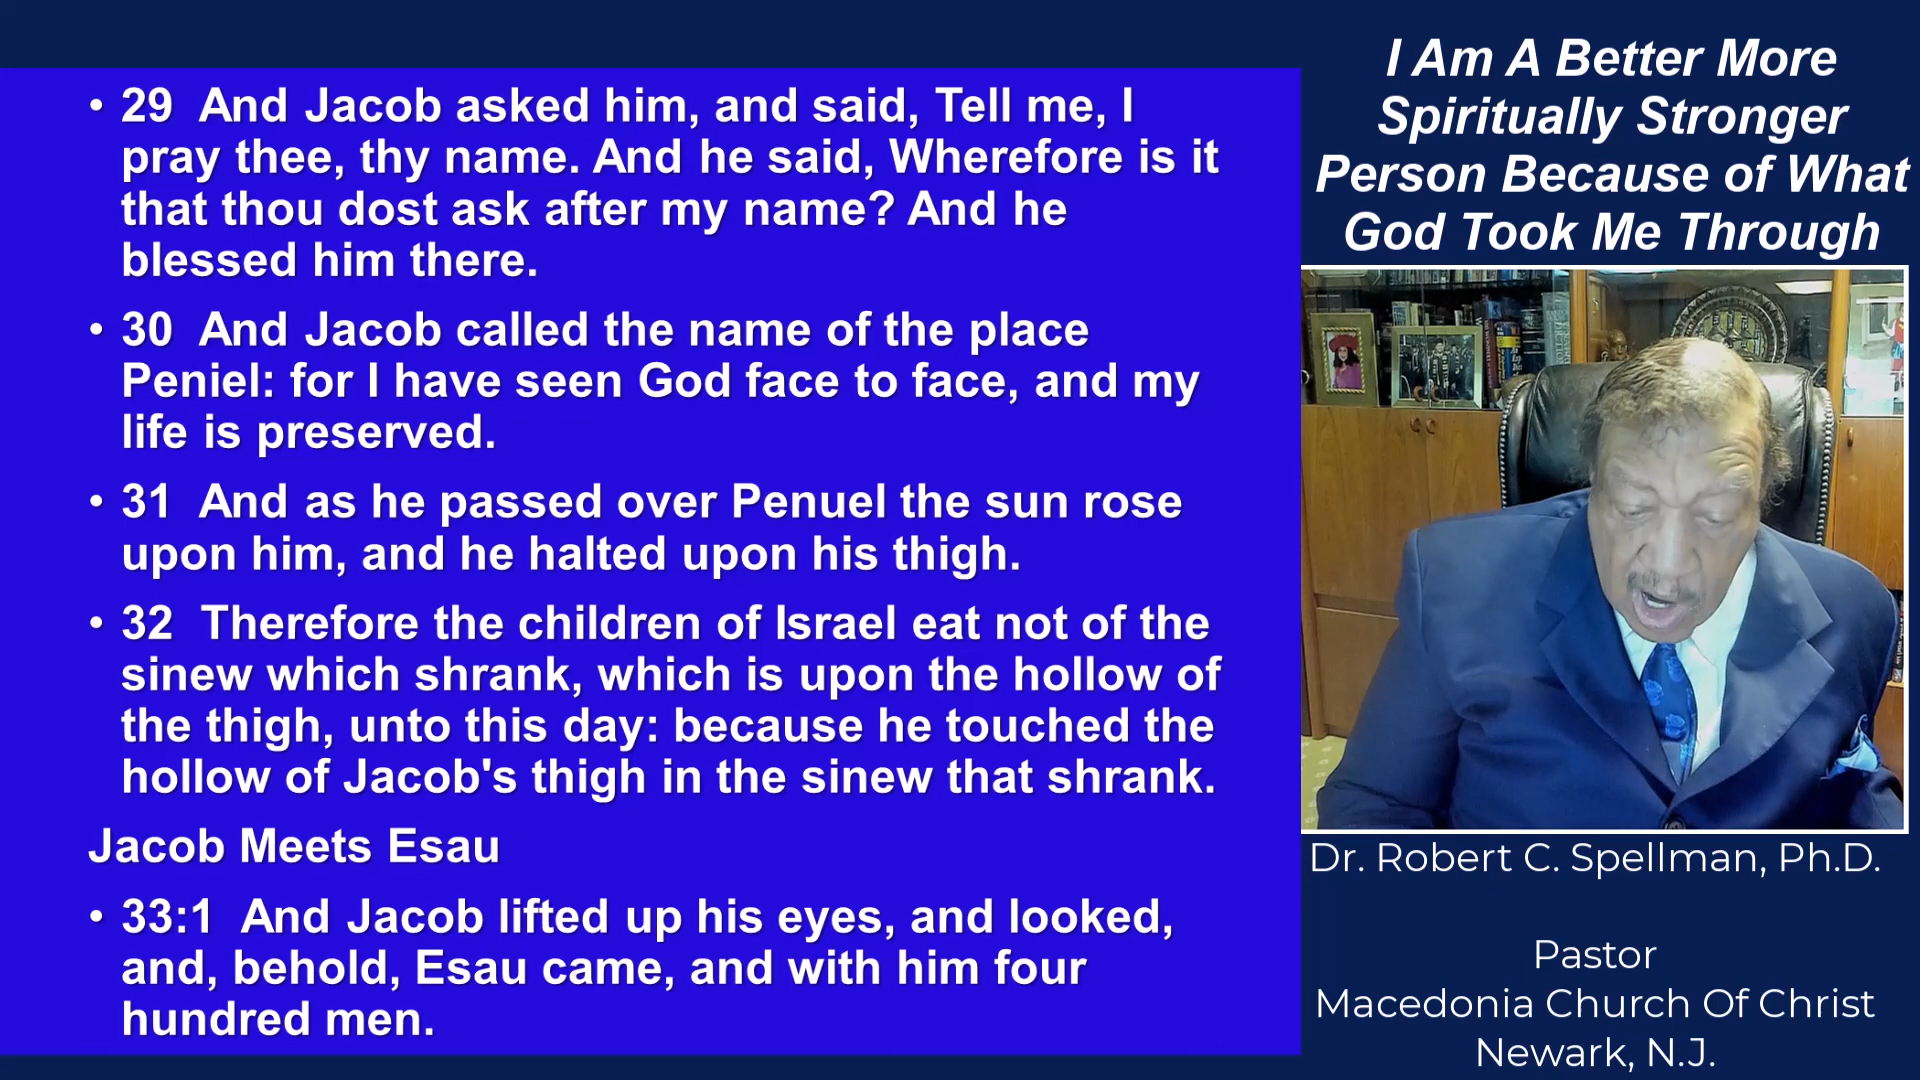 • 29  And Jacob asked him, and said, Tell me, I
pray thee, thy name. And he said, Wherefore is it
that thou dost ask after my name? And he
blessed him there.
• 30  And Jacob called the name of the place
Peniel: for I have seen God face to face, and my
life is preserved.
• 31  And as he passed over Penuel the sun rose
upon him, and he halted upon his thigh.
• 32  Therefore the children of Israel eat not of the
sinew which shrank, which is upon the hollow of
the thigh, unto this day: because he touched the
hollow of Jacob's thigh in the sinew that shrank.
Jacob Meets Esau
• 33:1  And Jacob lifted up his eyes, and looked,
and, behold, Esau came, and with him four
hundred men.
I Am A Better More
Spiritually Stronger
Person Because of What
God Took Me Through
Dr. Robert C. Spellman, Ph.D.
Pastor
Macedonia Church Of Christ
Newark, N.J.